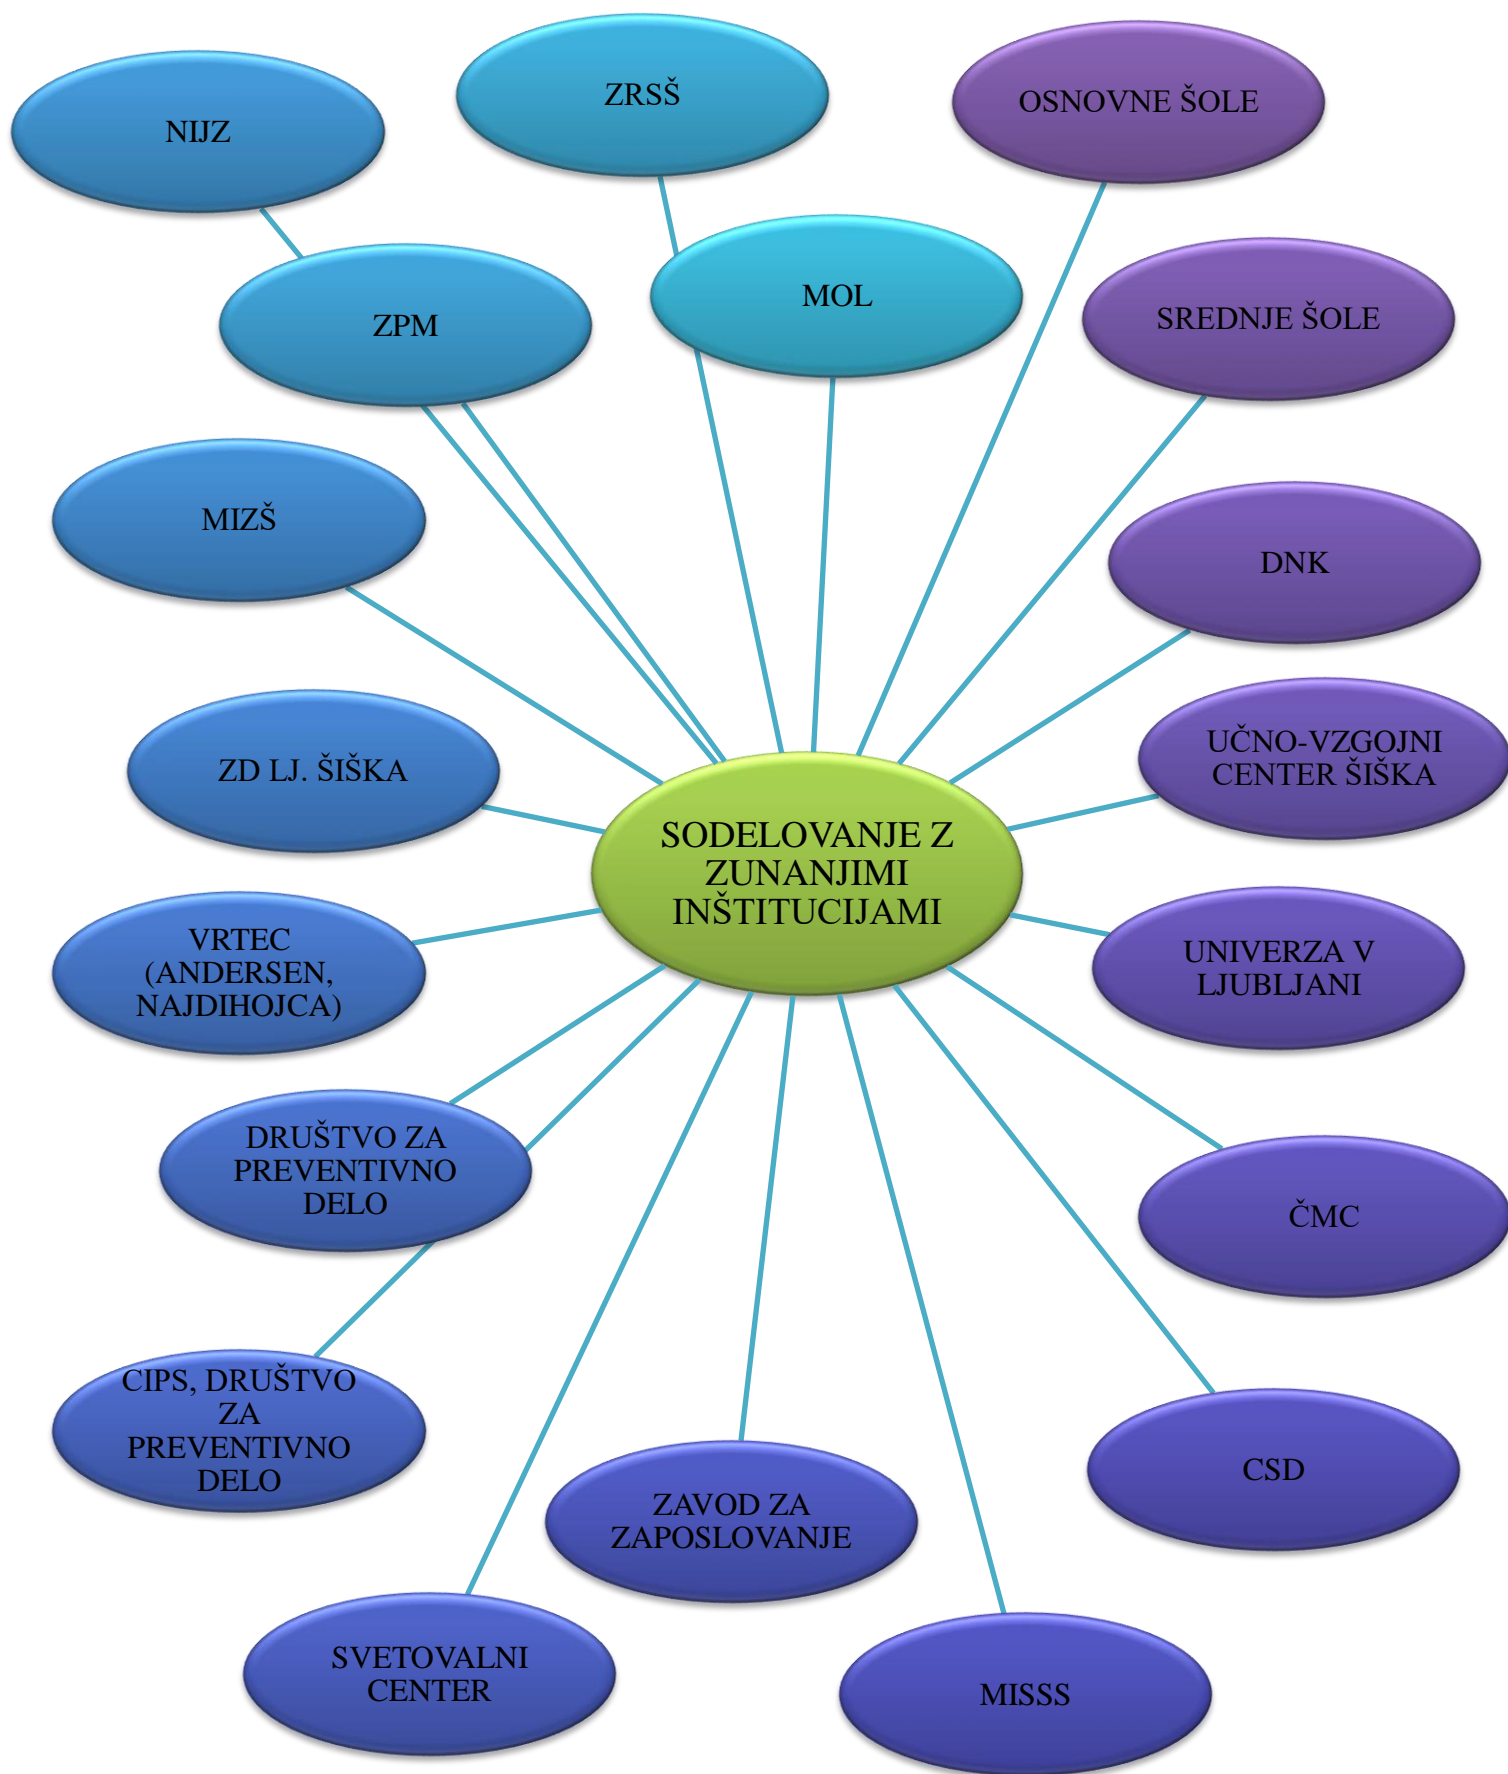 ZRSŠ
OSNOVNE ŠOLE
NIJZ
MOL
ZPM
SREDNJE ŠOLE
MIZŠ
DNK
ZD LJ. ŠIŠKA
UČNO-VZGOJNI
CENTER ŠIŠKA
SODELOVANJE Z
ZUNANJIMI
INŠTITUCIJAMI
VRTEC
(ANDERSEN,
NAJDIHOJCA)
UNIVERZA V
LJUBLJANI
DRUŠTVO ZA
PREVENTIVNO
DELO
ČMC
CIPS, DRUŠTVO
ZA
PREVENTIVNO
DELO
CSD
ZAVOD ZA
ZAPOSLOVANJE
SVETOVALNI
CENTER
MISSS